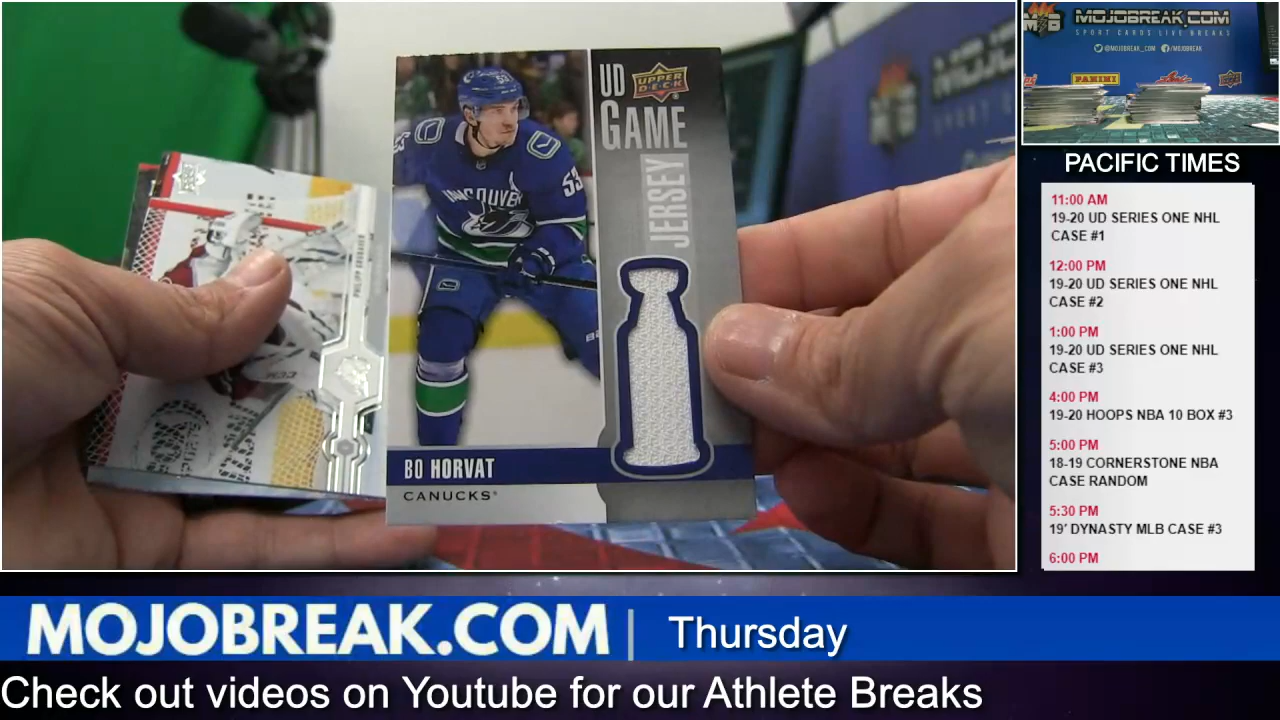 UD
UPPER
DECK
GAME
JERSEY
53
VANCOUVER
BO HORVAT
CANUCKS
PHILIPP GRUBAUER
MOJOBREAK.COM
SPORT CARDS LIVE BREAKS
@MOJOBREAK_COM /MOJOBREAK
PANINI
PACIFIC TIMES
11:00 AM
19-20 UD SERIES ONE NHL
CASE #1
12:00 PM
19-20 UD SERIES ONE NHL
CASE #2
1:00 PM
19-20 UD SERIES ONE NHL
CASE #3
4:00 PM
19-20 HOOPS NBA 10 BOX #3
5:00 PM
18-19 CORNERSTONE NBA
CASE RANDOM
5:30 PM
19' DYNASTY MLB CASE #3
6:00 PM
MOJOBREAK.COM | Thursday
Check out videos on Youtube for our Athlete Breaks